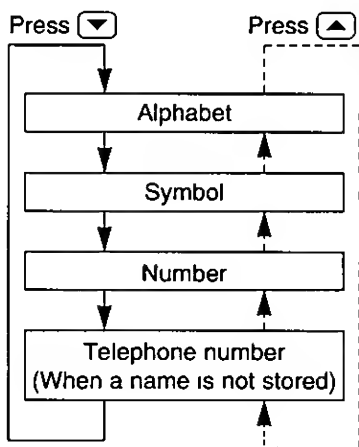 Press ▼ Press ▲
Alphabet
Symbol
Number
Telephone number
(When a name is not stored)